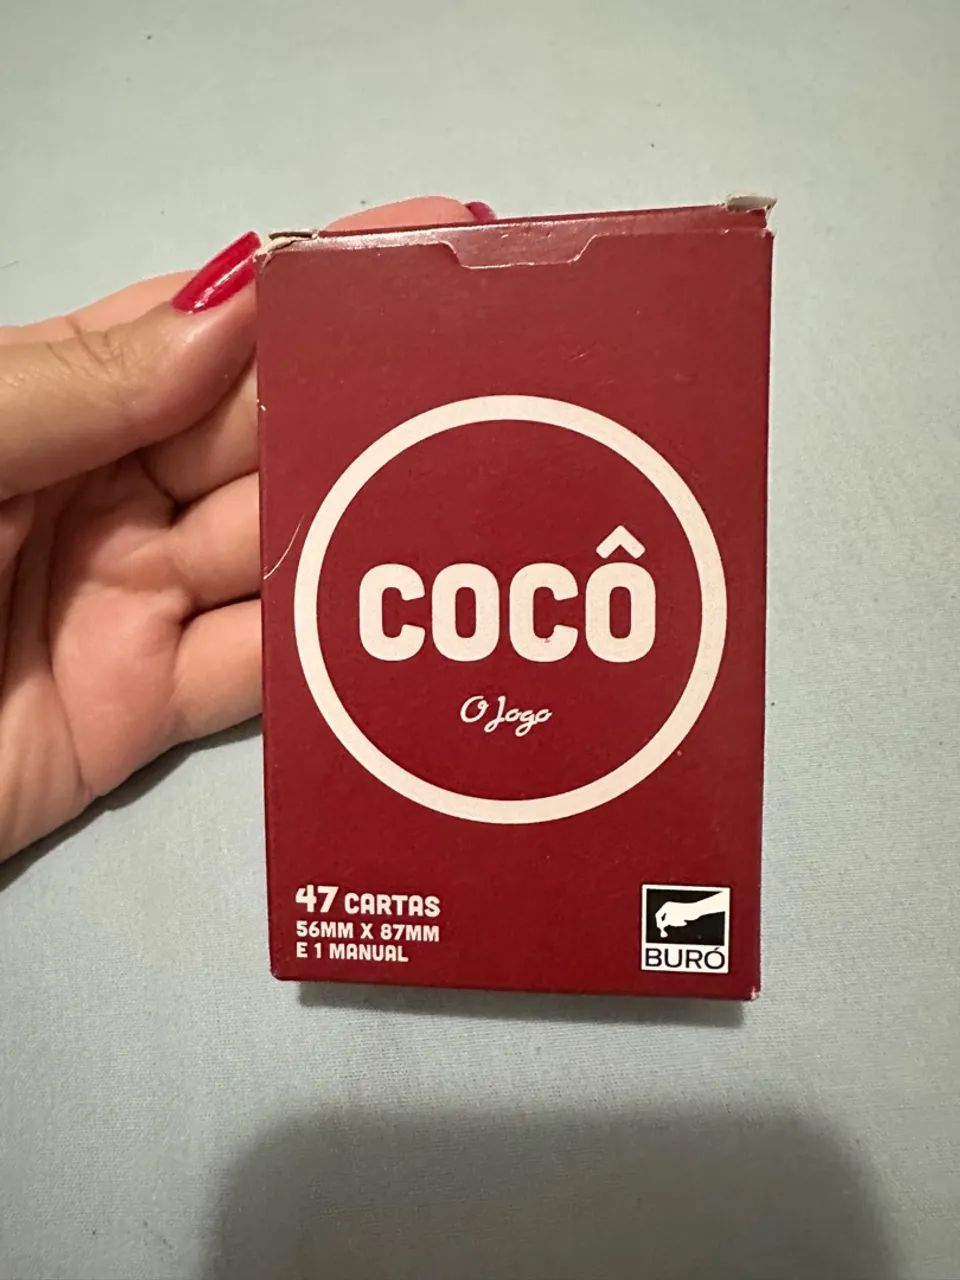 COCÔ
O Jogo
47 CARTAS
56MM X 87MM
E 1 MANUAL
BURÓ